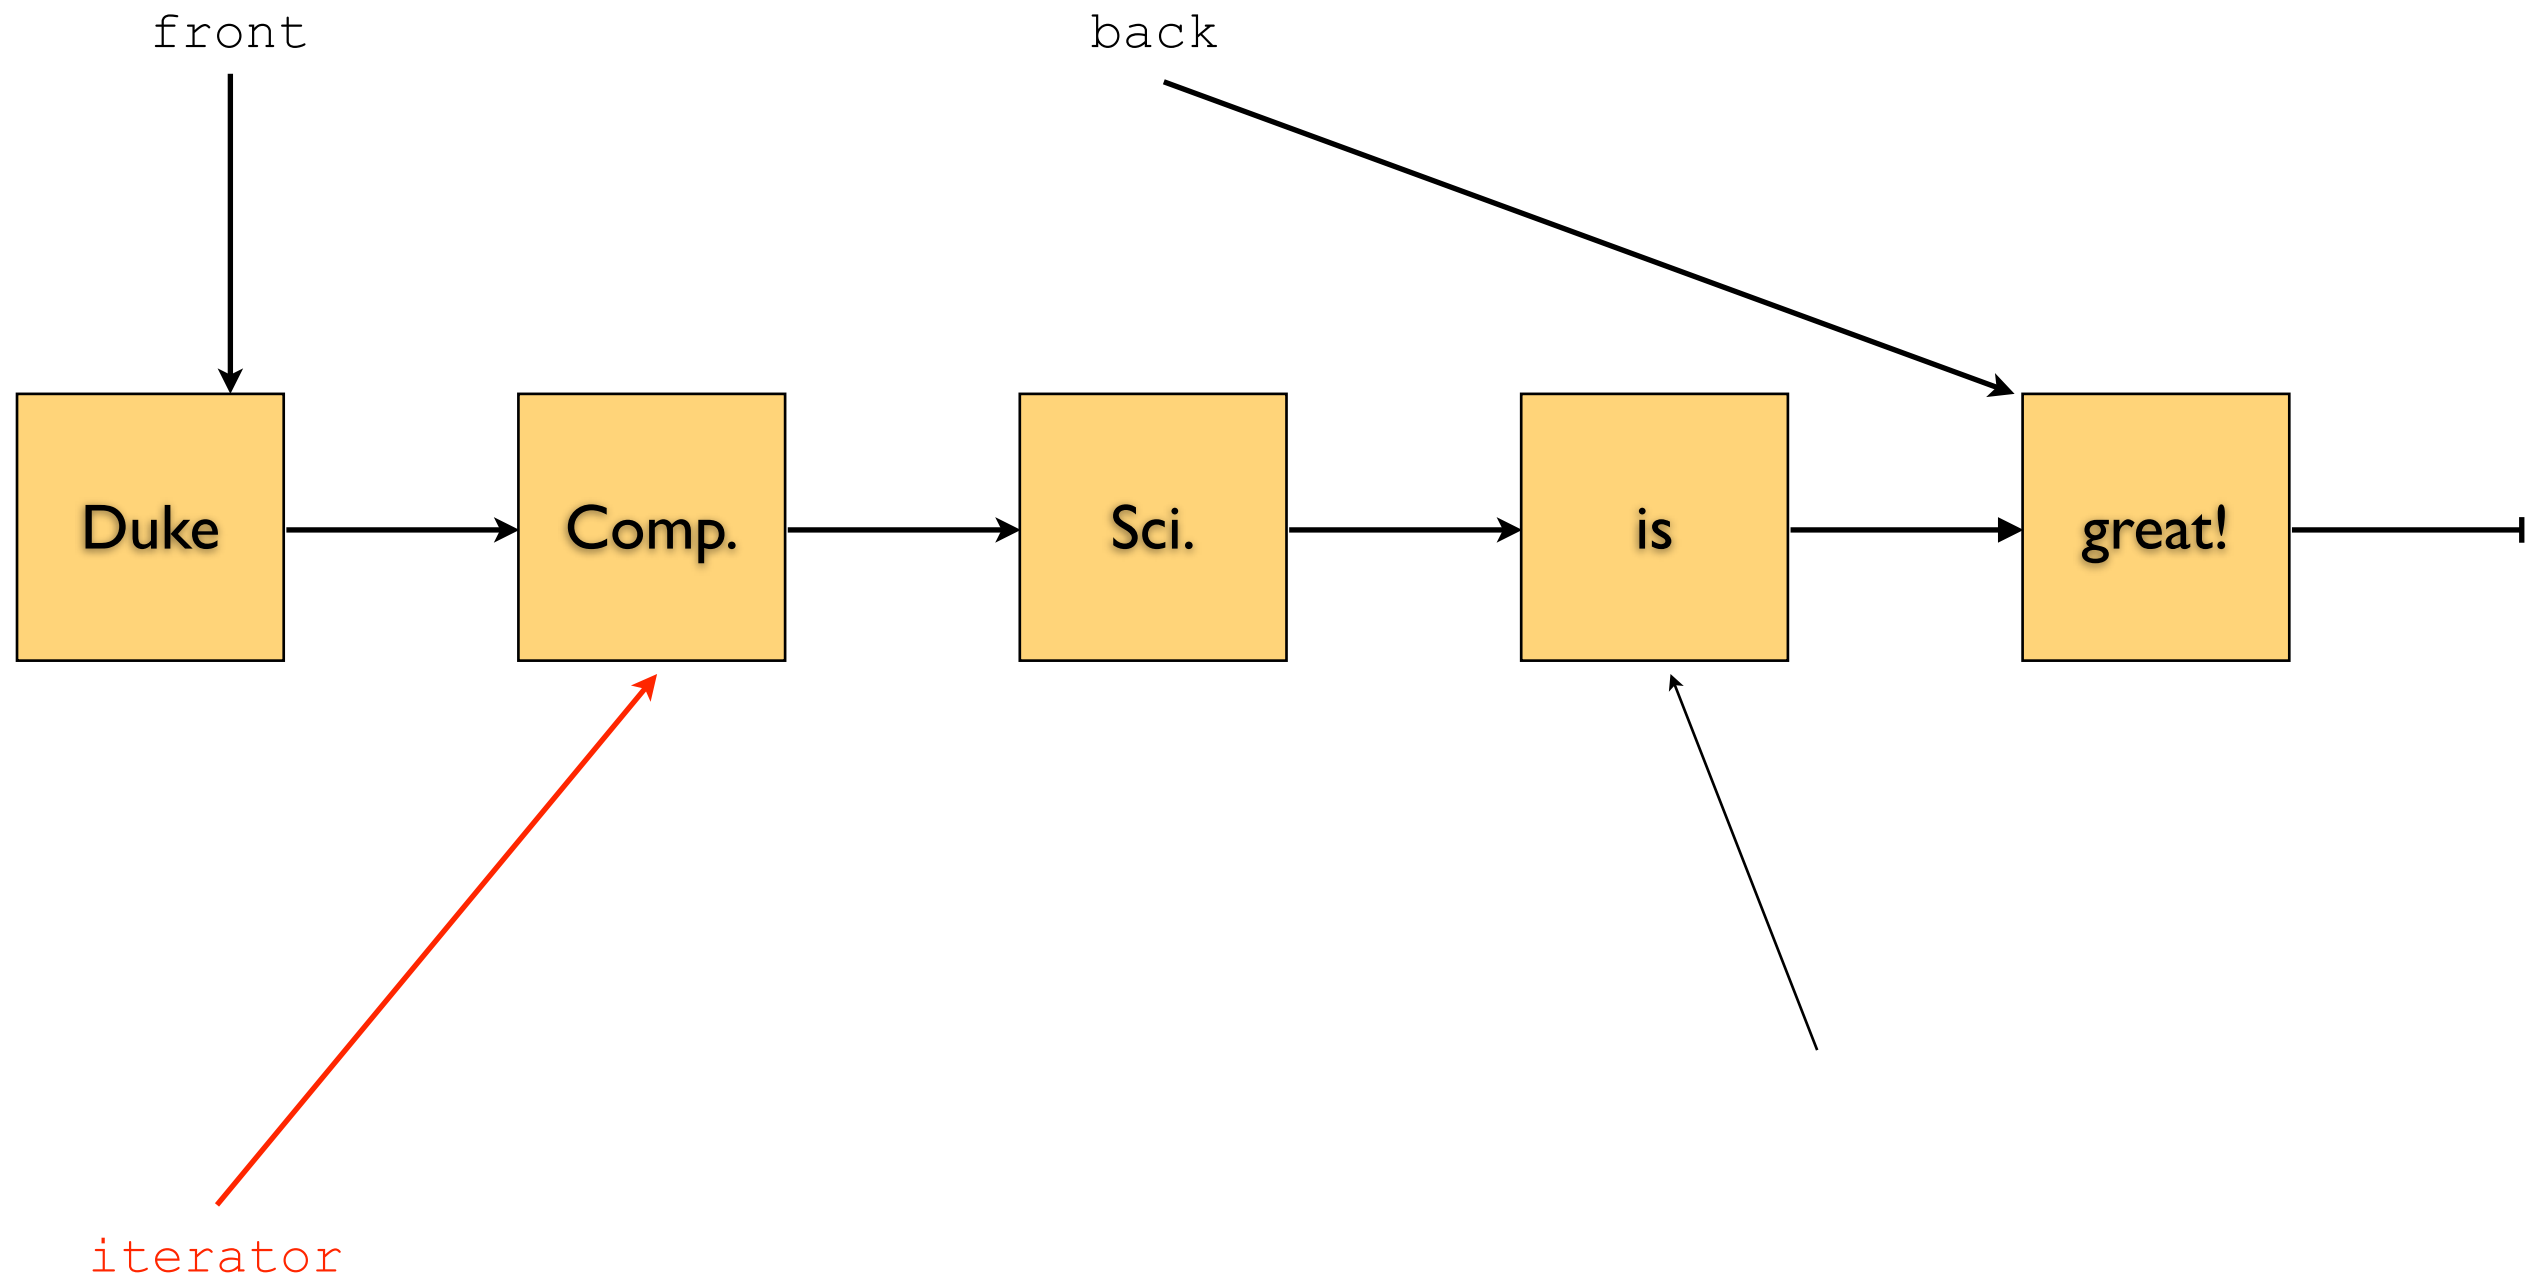 front
back
Duke
Comp.
Sci.
is
great!
iterator